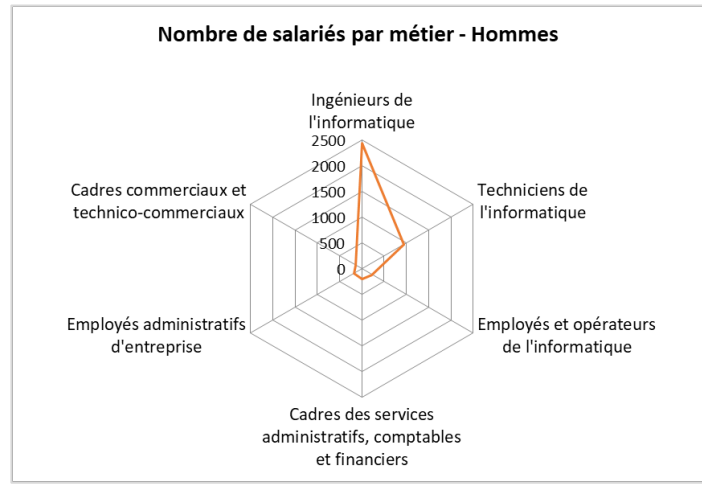 Nombre de salariés par métier - Hommes
Ingénieurs de
l'informatique
2500
2000
1500
1000
500
0
Techniciens de
l'informatique
Employés et opérateurs
de l'informatique
Cadres des services
administratifs, comptables
et financiers
Employés administratifs
d'entreprise
Cadres commerciaux et
technico-commerciaux